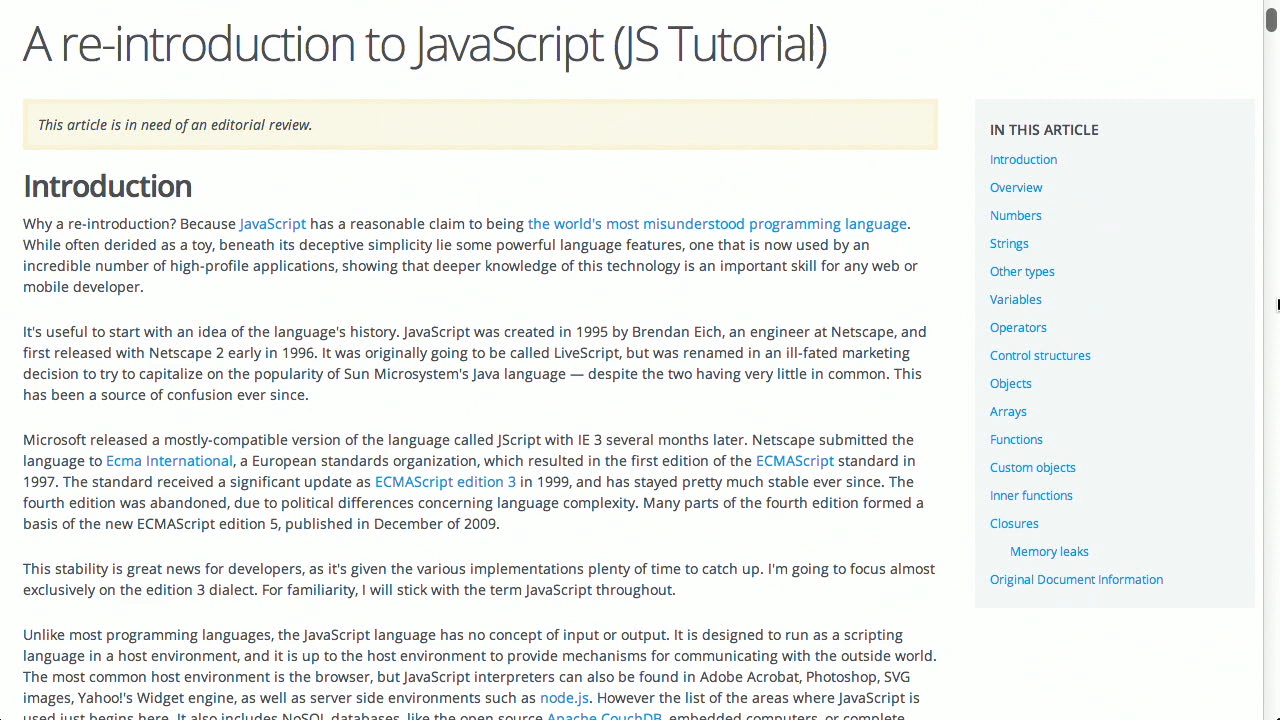 A re-introduction to JavaScript (JS Tutorial)
This article is in need of an editorial review.
Introduction
Why a re-introduction? Because JavaScript has a reasonable claim to being the world's most misunderstood programming language.
While often derided as a toy, beneath its deceptive simplicity lie some powerful language features, one that is now used by an
incredible number of high-profile applications, showing that deeper knowledge of this technology is an important skill for any web or
mobile developer.
It's useful to start with an idea of the language's history. JavaScript was created in 1995 by Brendan Eich, an engineer at Netscape, and
first released with Netscape 2 early in 1996. It was originally going to be called LiveScript, but was renamed in an ill-fated marketing
decision to try to capitalize on the popularity of Sun Microsystem's Java language — despite the two having very little in common. This
has been a source of confusion ever since.
Microsoft released a mostly-compatible version of the language called JScript with IE 3 several months later. Netscape submitted the
language to Ecma International, a European standards organization, which resulted in the first edition of the ECMAScript standard in
1997. The standard received a significant update as ECMAScript edition 3 in 1999, and has stayed pretty much stable ever since. The
fourth edition was abandoned, due to political differences concerning language complexity. Many parts of the fourth edition formed a
basis of the new ECMAScript edition 5, published in December of 2009.
This stability is great news for developers, as it's given the various implementations plenty of time to catch up. I'm going to focus almost
exclusively on the edition 3 dialect. For familiarity, I will stick with the term JavaScript throughout.
Unlike most programming languages, the JavaScript language has no concept of input or output. It is designed to run as a scripting
language in a host environment, and it is up to the host environment to provide mechanisms for communicating with the outside world.
The most common host environment is the browser, but JavaScript interpreters can also be found in Adobe Acrobat, Photoshop, SVG
images, Yahoo!'s Widget engine, as well as server side environments such as node.js. However the list of the areas where JavaScript is
used just begins here. It also includes NoSQL databases, like the open source Apache CouchDB, embedded computers, or complete
IN THIS ARTICLE
Introduction
Overview
Numbers
Strings
Other types
Variables
Operators
Control structures
Objects
Arrays
Functions
Custom objects
Inner functions
Closures
Memory leaks
Original Document Information